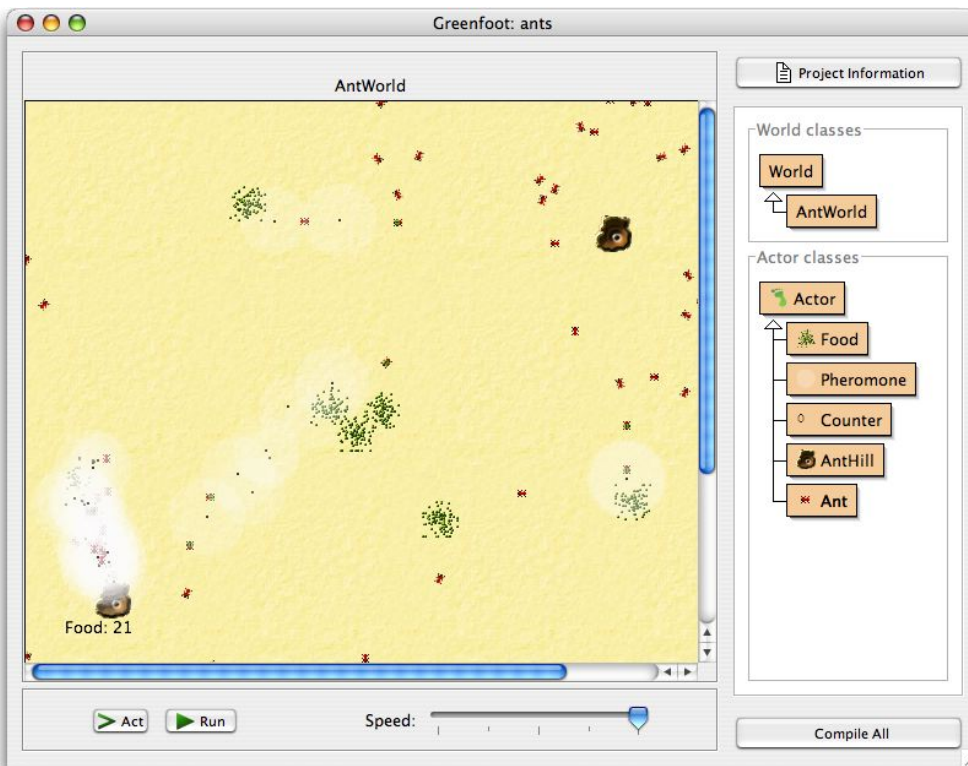 Greenfoot: ants
AntWorld
Food: 21
Act
Run
Speed:
Project Information
World classes
World
AntWorld
Actor classes
Actor
Food
Pheromone
Counter
AntHill
Ant
Compile All